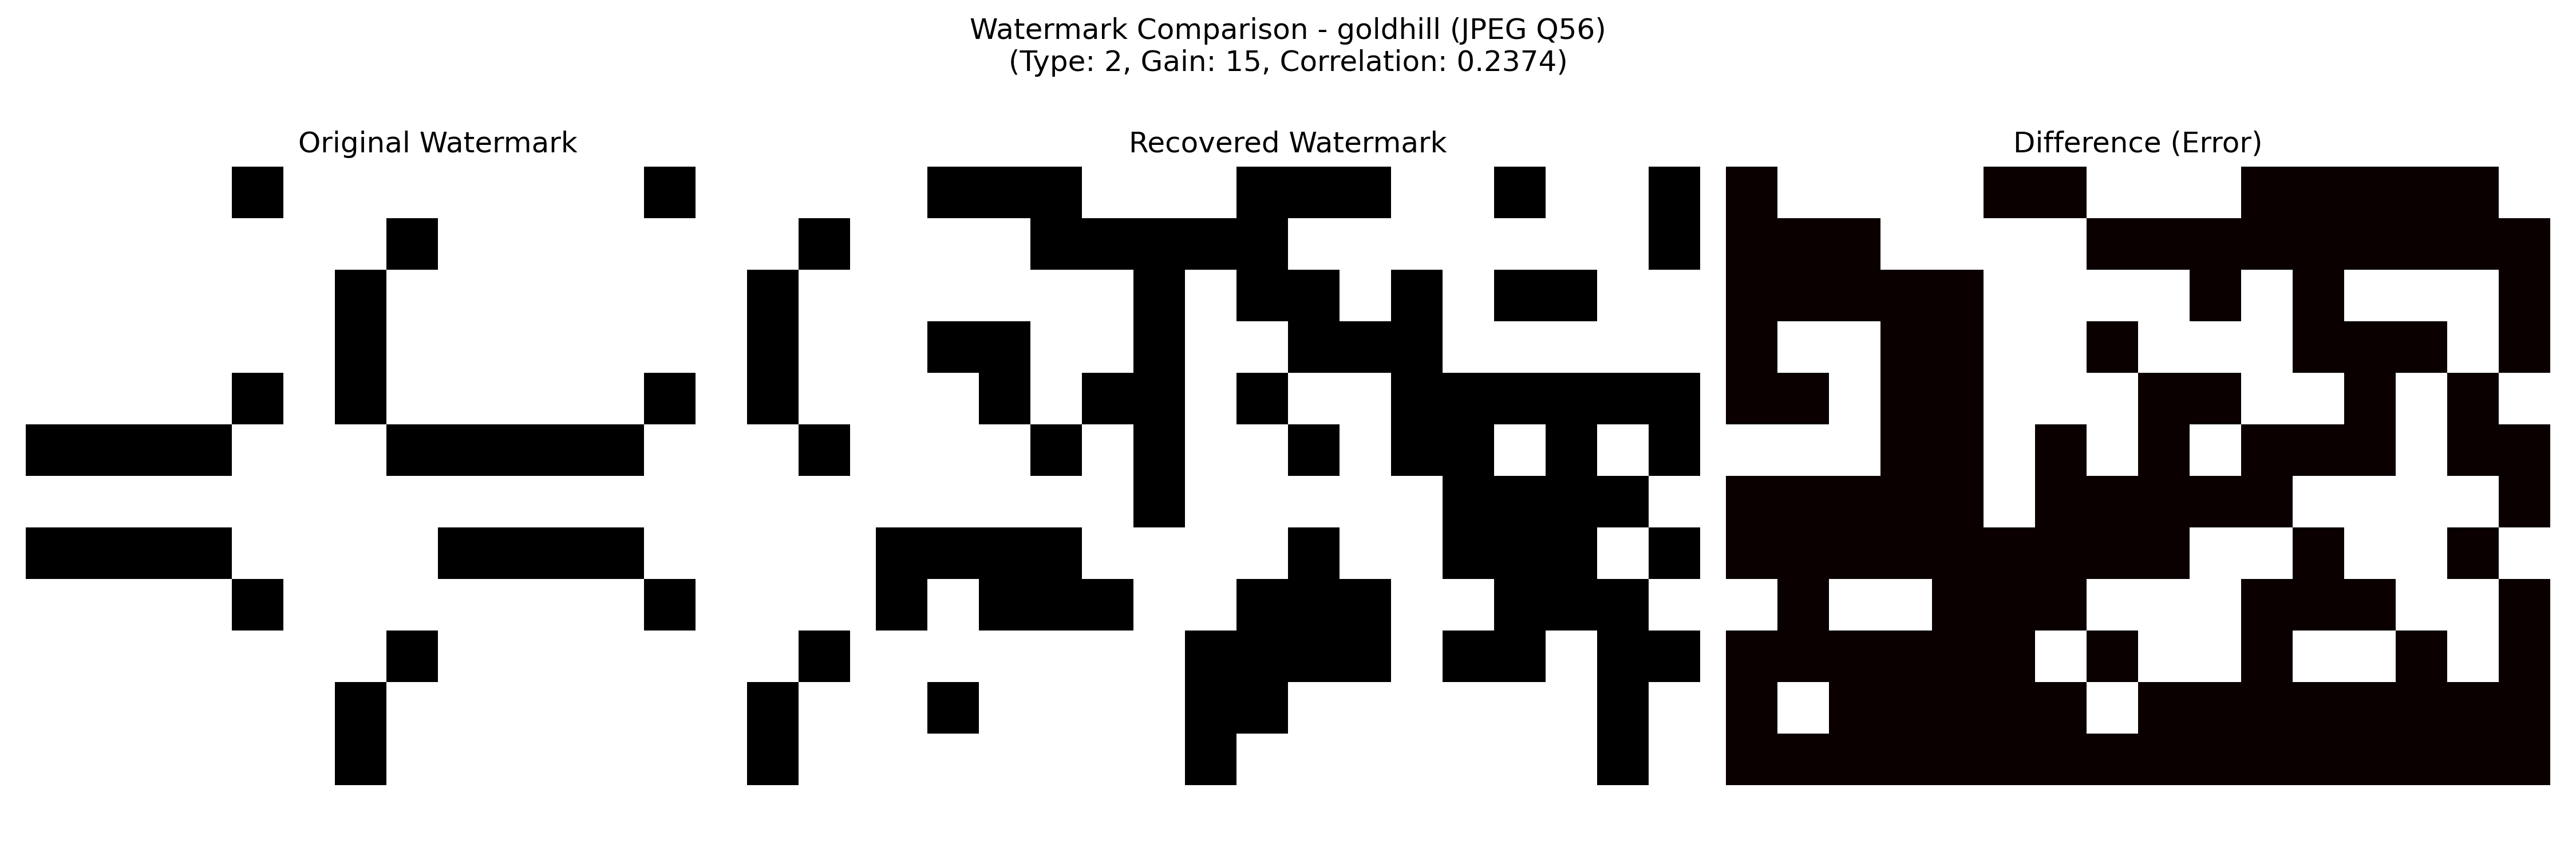 Watermark Comparison - goldhill (JPEG Q56)
(Type: 2, Gain: 15, Correlation: 0.2374)
Original Watermark
Recovered Watermark
Difference (Error)